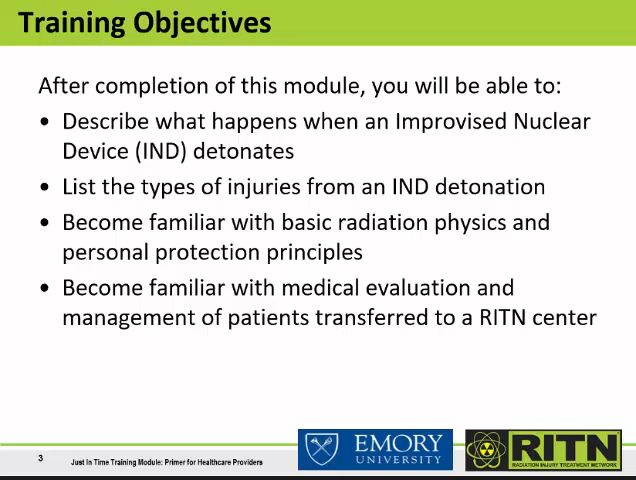 Training Objectives
After completion of this module, you will be able to:
• Describe what happens when an Improvised Nuclear
Device (IND) detonates
• List the types of injuries from an IND detonation
• Become familiar with basic radiation physics and
personal protection principles
• Become familiar with medical evaluation and
management of patients transferred to a RITN center
3
Just In Time Training Module: Primer for Healthcare Providers
EMORY
UNIVERSITY
RITN
RADIATION INJURY TREATMENT NETWORK